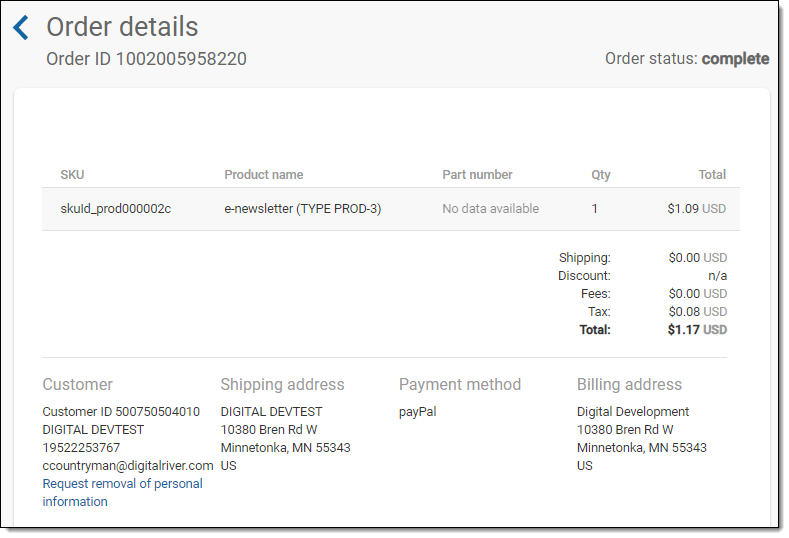 Order details
Order ID 1002005958220
Order status: complete
SKU Product name Part number Qty Total
skuId_prod000002c e-newsletter (TYPE PROD-3) No data available 1 $1.09 USD
Shipping: $0.00 USD
Discount: n/a
Fees: $0.00 USD
Tax: $0.08 USD
Total: $1.17 USD
Customer
Customer ID 500750504010
DIGITAL DEVTEST
19522253767
ccountryman@digitalriver.com
Request removal of personal
information
Shipping address
DIGITAL DEVTEST
10380 Bren Rd W
Minnetonka, MN 55343
US
Payment method
payPal
Billing address
Digital Development
10380 Bren Rd W
Minnetonka, MN 55343
US